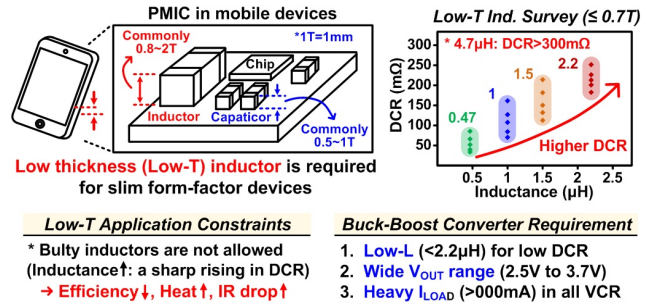 PMIC in mobile devices
Commonly
0.8~2T
*1T=1mm
Chip
Inductor
Capaticor
Commonly
0.5~1T
Low thickness (Low-T) inductor is required
for slim form-factor devices
Low-T Ind. Survey (≤ 0.7T)
* 4.7μH: DCR>300mΩ
DCR (mΩ)
300
250
200
150
100
50
0.47
1
1.5
2.2
Higher DCR
0.5 1.0 1.5 2.0 2.5
Inductance (μH)
Low-T Application Constraints
* Bulty inductors are not allowed
(Inductance↑: a sharp rising in DCR)
→ Efficiency↓, Heat↑, IR drop↑
Buck-Boost Converter Requirement
1. Low-L (<2.2μH) for low DCR
2. Wide VOUT range (2.5V to 3.7V)
3. Heavy ILOAD (>000mA) in all VCR